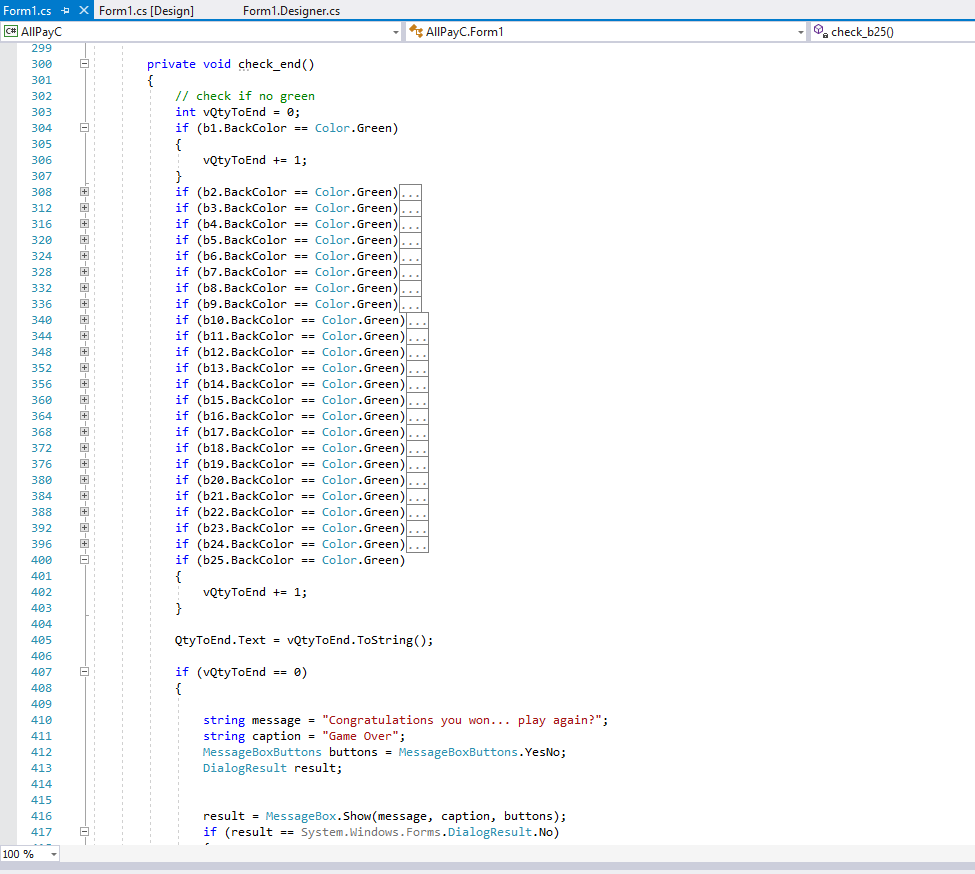 Form1.cs Form1.cs [Design] Form1.Designer.cs
C# AllPayC AllPayC.Form1 check_b25()
299
300 private void check_end()
301 {
302 // check if no green
303 int vQtyToEnd = 0;
304 if (b1.BackColor == Color.Green)
305 {
306 vQtyToEnd += 1;
307 }
308 if (b2.BackColor == Color.Green)...
312 if (b3.BackColor == Color.Green)...
316 if (b4.BackColor == Color.Green)...
320 if (b5.BackColor == Color.Green)...
324 if (b6.BackColor == Color.Green)...
328 if (b7.BackColor == Color.Green)...
332 if (b8.BackColor == Color.Green)...
336 if (b9.BackColor == Color.Green)...
340 if (b10.BackColor == Color.Green)...
344 if (b11.BackColor == Color.Green)...
348 if (b12.BackColor == Color.Green)...
352 if (b13.BackColor == Color.Green)...
356 if (b14.BackColor == Color.Green)...
360 if (b15.BackColor == Color.Green)...
364 if (b16.BackColor == Color.Green)...
368 if (b17.BackColor == Color.Green)...
372 if (b18.BackColor == Color.Green)...
376 if (b19.BackColor == Color.Green)...
380 if (b20.BackColor == Color.Green)...
384 if (b21.BackColor == Color.Green)...
388 if (b22.BackColor == Color.Green)...
392 if (b23.BackColor == Color.Green)...
396 if (b24.BackColor == Color.Green)...
400 if (b25.BackColor == Color.Green)
401 {
402 vQtyToEnd += 1;
403 }
404
405 QtyToEnd.Text = vQtyToEnd.ToString();
406
407 if (vQtyToEnd == 0)
408 {
409
410 string message = "Congratulations you won... play again?";
411 string caption = "Game Over";
412 MessageBoxButtons buttons = MessageBoxButtons.YesNo;
413 DialogResult result;
414
415
416 result = MessageBox.Show(message, caption, buttons);
417 if (result == System.Windows.Forms.DialogResult.No)
100 %